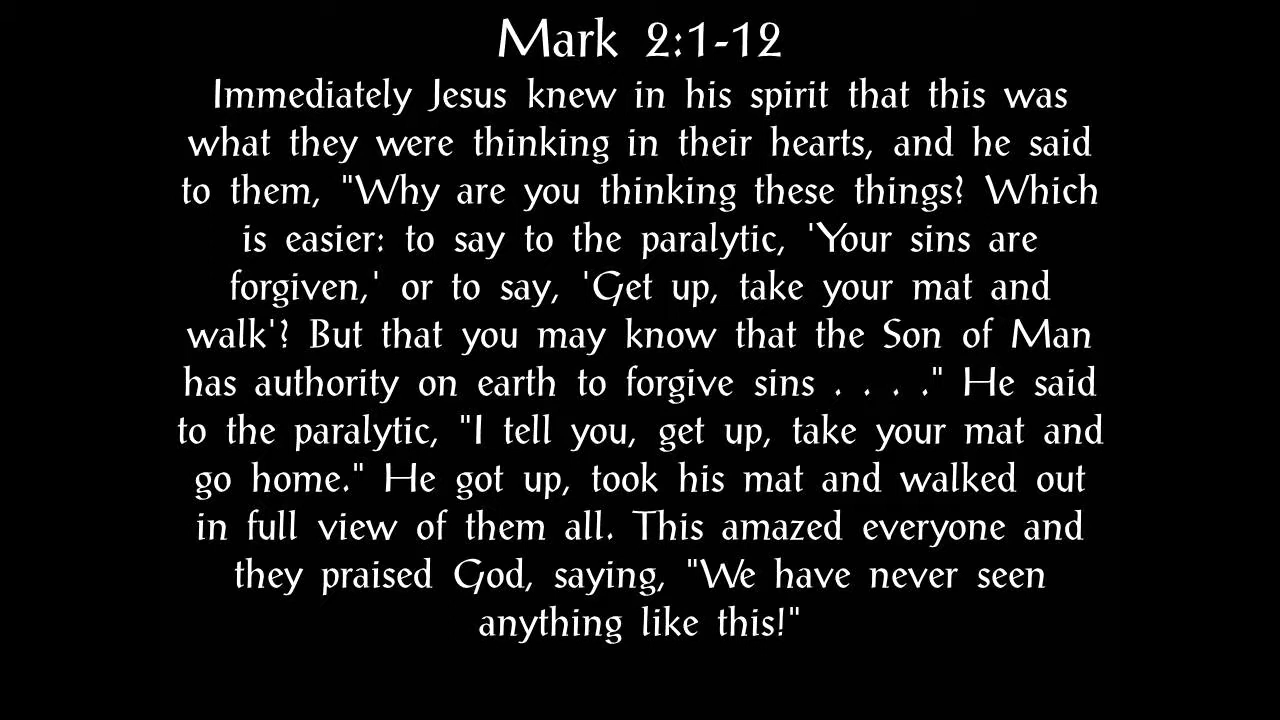 Mark 2:1-12
Immediately Jesus knew in his spirit that this was
what they were thinking in their hearts, and he said
to them, "Why are you thinking these things? Which
is easier: to say to the paralytic, 'Your sins are
forgiven,' or to say, 'Get up, take your mat and
walk'? But that you may know that the Son of Man
has authority on earth to forgive sins . . . ." He said
to the paralytic, "I tell you, get up, take your mat and
go home." He got up, took his mat and walked out
in full view of them all. This amazed everyone and
they praised God, saying, "We have never seen
anything like this!"